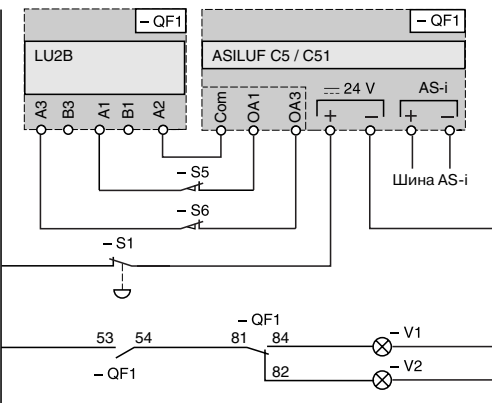 – QF1
– QF1
LU2B
ASILUF C5 / C51
24 V
AS-i
A3
B3
A1
B1
A2
Com
OA1
OA3
+
–
+
–
– S5
Шина AS-i
– S6
– S1
– QF1
– V1
53
54
81
84
– QF1
– V2
82